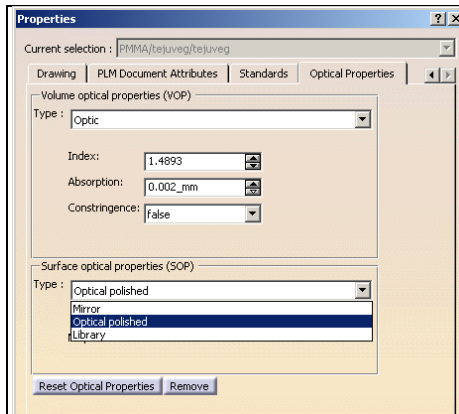 Properties
? x
Current selection : PMMA/tejuveg/tejuveg
Drawing PLM Document Attributes Standards Optical Properties
Volume optical properties (VOP)
Type : Optic
Index: 1.4893
Absorption: 0.002_mm
Constringence: false
Surface optical properties (SOP)
Type : Optical polished
Mirror
Optical polished
Library
Reset Optical Properties Remove